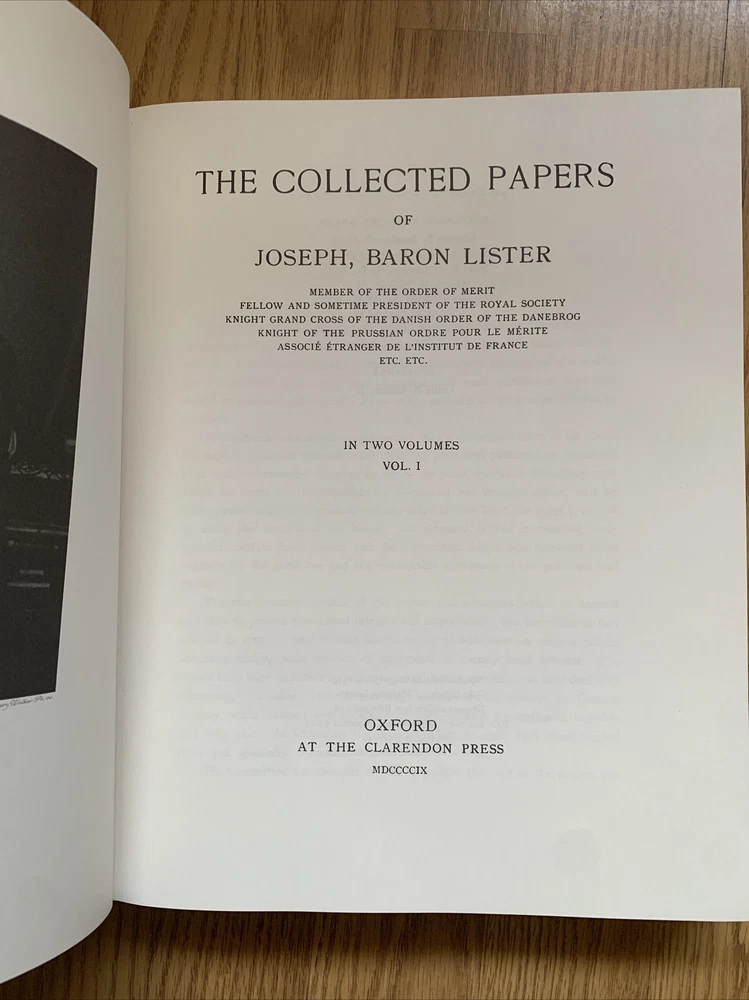 THE COLLECTED PAPERS
OF
JOSEPH, BARON LISTER
MEMBER OF THE ORDER OF MERIT
FELLOW AND SOMETIME PRESIDENT OF THE ROYAL SOCIETY
KNIGHT GRAND CROSS OF THE DANISH ORDER OF THE DANEBROG
KNIGHT OF THE PRUSSIAN ORDRE POUR LE MÉRITE
ASSOCIÉ ÉTRANGER DE L'INSTITUT DE FRANCE
ETC. ETC.
IN TWO VOLUMES
VOL. I
OXFORD
AT THE CLARENDON PRESS
MDCCCCIX